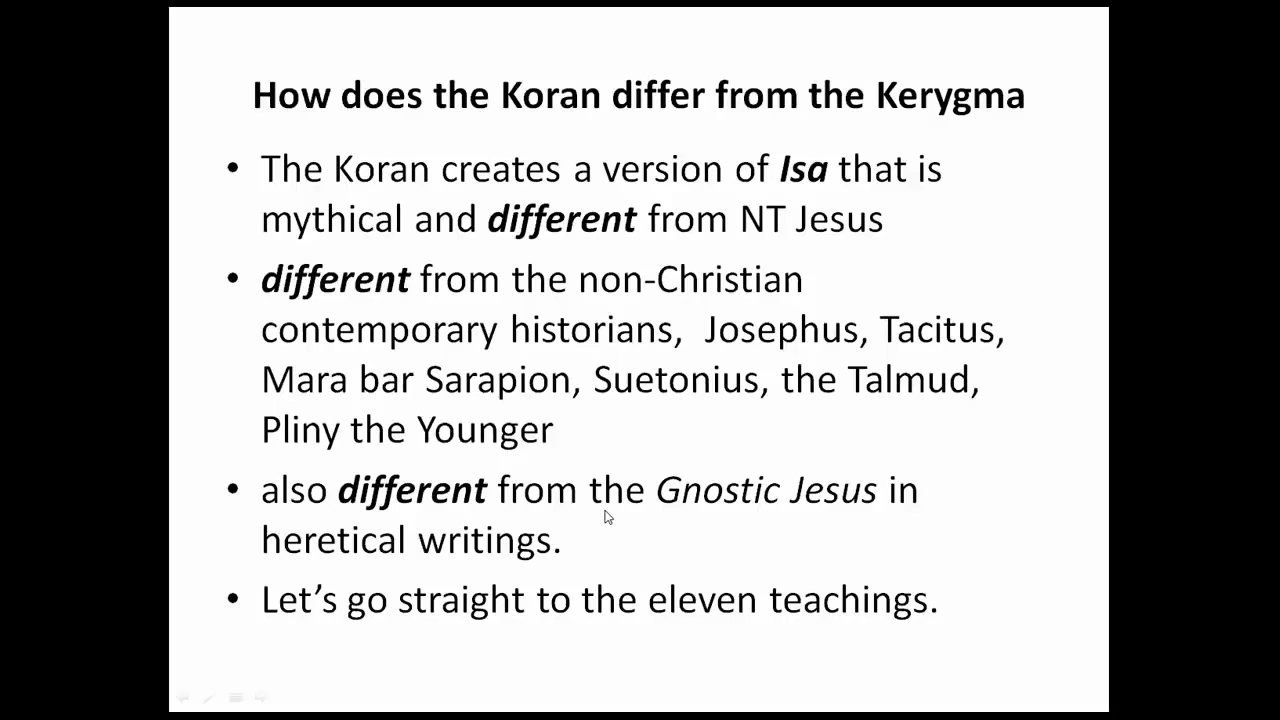 How does the Koran differ from the Kerygma
• The Koran creates a version of Isa that is
mythical and different from NT Jesus
• different from the non-Christian
contemporary historians, Josephus, Tacitus,
Mara bar Sarapion, Suetonius, the Talmud,
Pliny the Younger
• also different from the Gnostic Jesus in
heretical writings.
• Let's go straight to the eleven teachings.